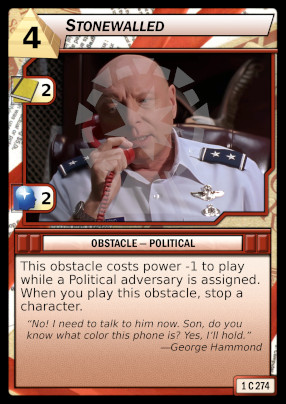 4
STONEWALLED
2
2
OBSTACLE – POLITICAL
This obstacle costs power -1 to play
while a Political adversary is assigned.
When you play this obstacle, stop a
character.
“No! I need to talk to him now. Son, do you
know what color this phone is? Yes, I’ll hold.”
—George Hammond
1 C 274